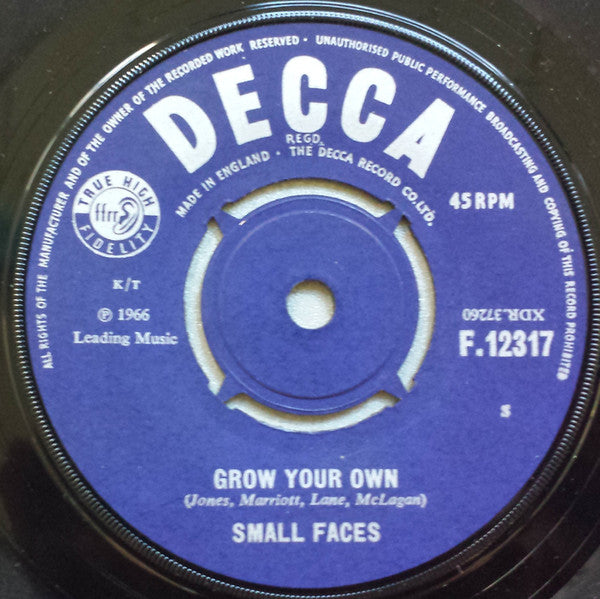 ALL RIGHTS OF THE MANUFACTURER AND OF THE OWNER OF THE RECORDED WORK RESERVED · UNAUTHORISED PUBLIC PERFORMANCE BROADCASTING AND COPYING OF THIS RECORD PROHIBITED
DECCA
REGD.
MADE IN ENGLAND · THE DECCA RECORD CO. LTD.
TRUE HIGH
ffrr
FIDELITY
45 RPM
K/T
℗ 1966
Leading Music
XDR.37260
F.12317
S
GROW YOUR OWN
(Jones, Marriott, Lane, McLagan)
SMALL FACES